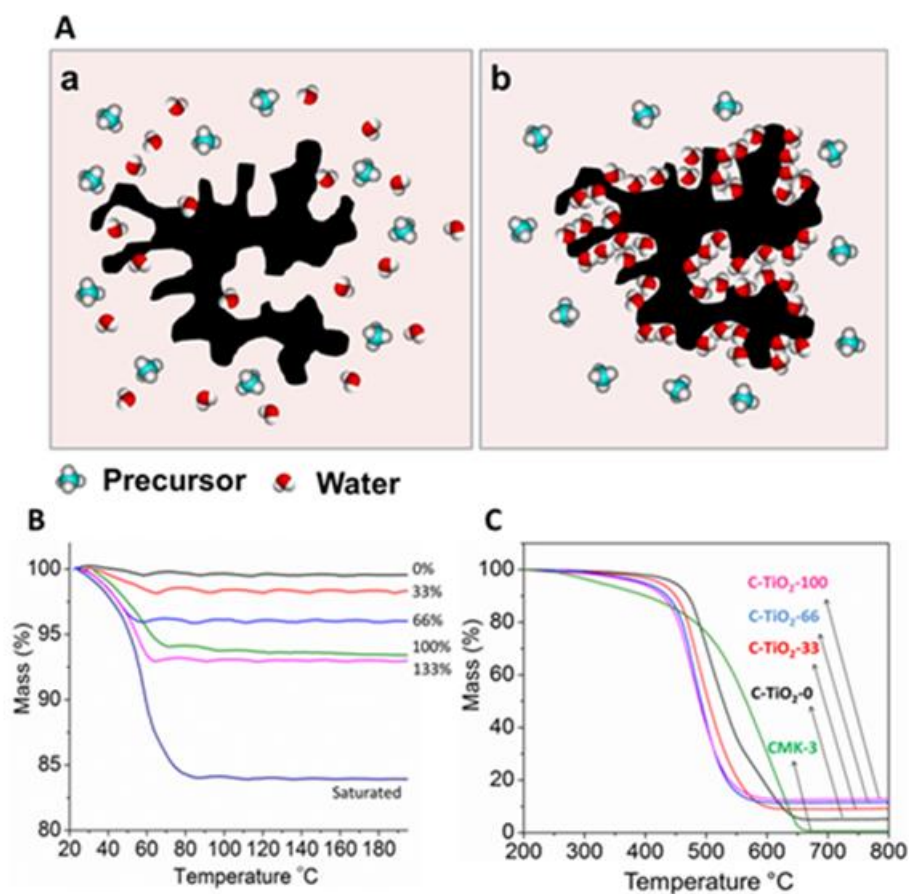 A
a
b
Precursor
Water
B
Mass (%)
100
95
90
85
80
0%
33%
66%
100%
133%
Saturated
20 40 60 80 100 120 140 160 180
Temperature °C
C
Mass (%)
100
80
60
40
20
0
C-TiO₂-100
C-TiO₂-66
C-TiO₂-33
C-TiO₂-0
CMK-3
200 300 400 500 600 700 800
Temperature °C